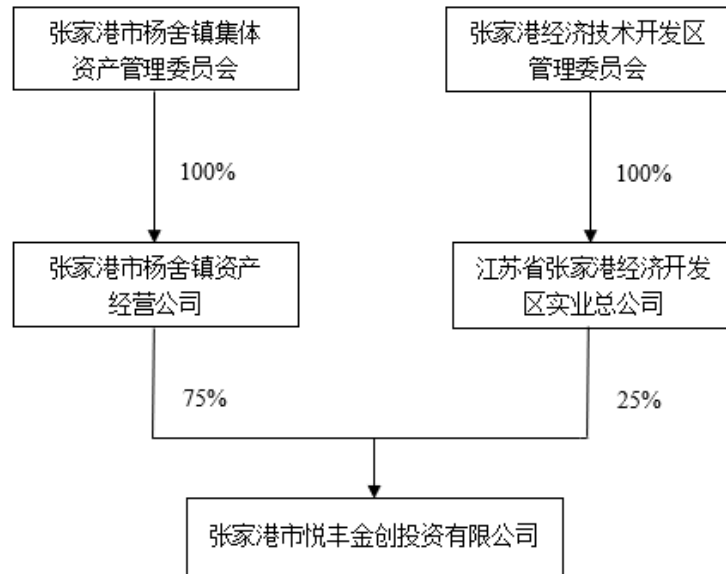 张家港市杨舍镇集体
资产管理委员会
张家港经济技术开发区
管理委员会
100%
100%
张家港市杨舍镇资产
经营公司
江苏省张家港经济开发
区实业总公司
75%
25%
张家港市悦丰金创投资有限公司